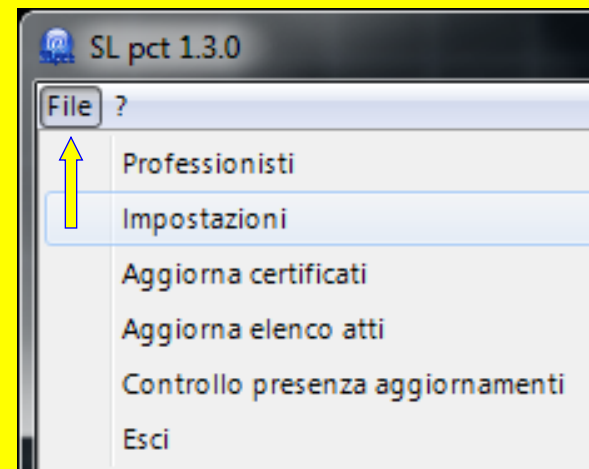 SL pct 1.3.0
File ?
Professionisti
Impostazioni
Aggiorna certificati
Aggiorna elenco atti
Controllo presenza aggiornamenti
Esci